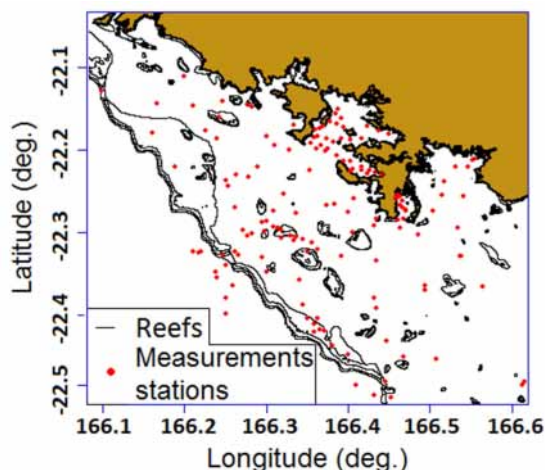 Latitude (deg.)
-22.1
-22.2
-22.3
-22.4
-22.5
Reefs
Measurements
stations
166.1 166.2 166.3 166.4 166.5 166.6
Longitude (deg.)